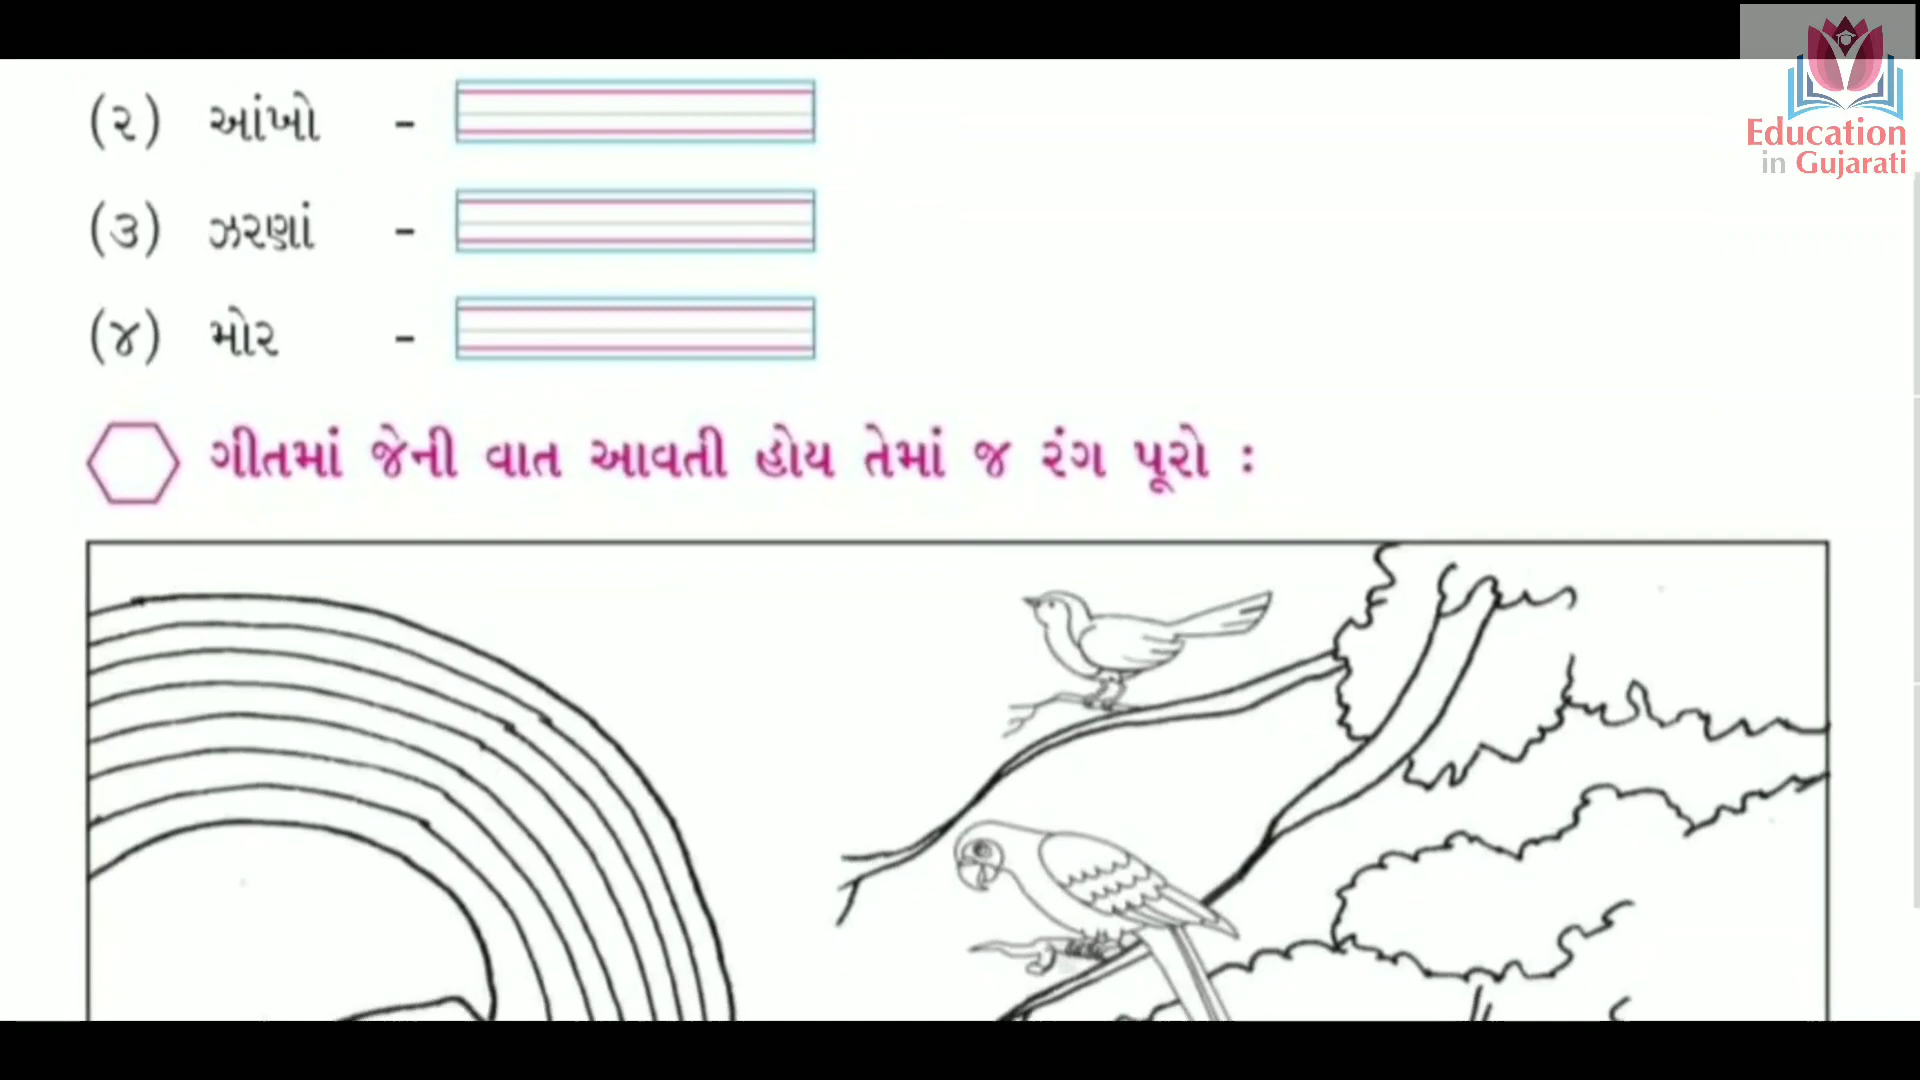 Education
in Gujarati
(૨) આંખો -
(૩) ઝરણાં -
(૪) મોર -
ગીતમાં જેની વાત આવતી હોય તેમાં જ રંગ પૂરો :